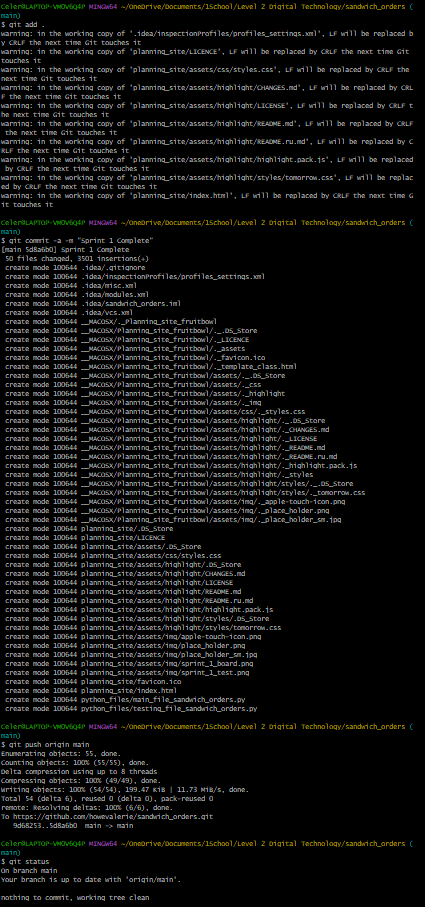 Celer@LAPTOP-VMOV6Q4P MINGW64 ~/OneDrive/Documents/1School/Level 2 Digital Technology/sandwich_orders (
main)
$ git add .
warning: in the working copy of '.idea/inspectionProfiles/profiles_settings.xml', LF will be replaced b
y CRLF the next time Git touches it
warning: in the working copy of 'planning_site/LICENCE', LF will be replaced by CRLF the next time Git
touches it
warning: in the working copy of 'planning_site/assets/css/styles.css', LF will be replaced by CRLF the
next time Git touches it
warning: in the working copy of 'planning_site/assets/highlight/CHANGES.md', LF will be replaced by CRL
F the next time Git touches it
warning: in the working copy of 'planning_site/assets/highlight/LICENSE', LF will be replaced by CRLF t
he next time Git touches it
warning: in the working copy of 'planning_site/assets/highlight/README.md', LF will be replaced by CRLF
 the next time Git touches it
warning: in the working copy of 'planning_site/assets/highlight/README.ru.md', LF will be replaced by C
RLF the next time Git touches it
warning: in the working copy of 'planning_site/assets/highlight/highlight.pack.js', LF will be replaced
 by CRLF the next time Git touches it
warning: in the working copy of 'planning_site/assets/highlight/styles/tomorrow.css', LF will be replac
ed by CRLF the next time Git touches it
warning: in the working copy of 'planning_site/index.html', LF will be replaced by CRLF the next time G
it touches it
Celer@LAPTOP-VMOV6Q4P MINGW64 ~/OneDrive/Documents/1School/Level 2 Digital Technology/sandwich_orders (
main)
$ git commit -a -m "Sprint 1 Complete"
[main 5d8a6b0] Sprint 1 Complete
 50 files changed, 3501 insertions(+)
 create mode 100644 .idea/.gitignore
 create mode 100644 .idea/inspectionProfiles/profiles_settings.xml
 create mode 100644 .idea/misc.xml
 create mode 100644 .idea/modules.xml
 create mode 100644 .idea/sandwich_orders.iml
 create mode 100644 .idea/vcs.xml
 create mode 100644 __MACOSX/._Planning_site_fruitbowl
 create mode 100644 __MACOSX/Planning_site_fruitbowl/._.DS_Store
 create mode 100644 __MACOSX/Planning_site_fruitbowl/._LICENCE
 create mode 100644 __MACOSX/Planning_site_fruitbowl/._assets
 create mode 100644 __MACOSX/Planning_site_fruitbowl/._favicon.ico
 create mode 100644 __MACOSX/Planning_site_fruitbowl/._template_class.html
 create mode 100644 __MACOSX/Planning_site_fruitbowl/assets/._.DS_Store
 create mode 100644 __MACOSX/Planning_site_fruitbowl/assets/._css
 create mode 100644 __MACOSX/Planning_site_fruitbowl/assets/._highlight
 create mode 100644 __MACOSX/Planning_site_fruitbowl/assets/._img
 create mode 100644 __MACOSX/Planning_site_fruitbowl/assets/css/._styles.css
 create mode 100644 __MACOSX/Planning_site_fruitbowl/assets/highlight/._.DS_Store
 create mode 100644 __MACOSX/Planning_site_fruitbowl/assets/highlight/._CHANGES.md
 create mode 100644 __MACOSX/Planning_site_fruitbowl/assets/highlight/._LICENSE
 create mode 100644 __MACOSX/Planning_site_fruitbowl/assets/highlight/._README.md
 create mode 100644 __MACOSX/Planning_site_fruitbowl/assets/highlight/._README.ru.md
 create mode 100644 __MACOSX/Planning_site_fruitbowl/assets/highlight/._highlight.pack.js
 create mode 100644 __MACOSX/Planning_site_fruitbowl/assets/highlight/._styles
 create mode 100644 __MACOSX/Planning_site_fruitbowl/assets/highlight/styles/._.DS_Store
 create mode 100644 __MACOSX/Planning_site_fruitbowl/assets/highlight/styles/._tomorrow.css
 create mode 100644 __MACOSX/Planning_site_fruitbowl/assets/img/._apple-touch-icon.png
 create mode 100644 __MACOSX/Planning_site_fruitbowl/assets/img/._place_holder.png
 create mode 100644 __MACOSX/Planning_site_fruitbowl/assets/img/._place_holder_sm.jpg
 create mode 100644 planning_site/.DS_Store
 create mode 100644 planning_site/LICENCE
 create mode 100644 planning_site/assets/.DS_Store
 create mode 100644 planning_site/assets/css/styles.css
 create mode 100644 planning_site/assets/highlight/.DS_Store
 create mode 100644 planning_site/assets/highlight/CHANGES.md
 create mode 100644 planning_site/assets/highlight/LICENSE
 create mode 100644 planning_site/assets/highlight/README.md
 create mode 100644 planning_site/assets/highlight/README.ru.md
 create mode 100644 planning_site/assets/highlight/highlight.pack.js
 create mode 100644 planning_site/assets/highlight/styles/.DS_Store
 create mode 100644 planning_site/assets/highlight/styles/tomorrow.css
 create mode 100644 planning_site/assets/img/apple-touch-icon.png
 create mode 100644 planning_site/assets/img/place_holder.png
 create mode 100644 planning_site/assets/img/place_holder_sm.jpg
 create mode 100644 planning_site/assets/img/sprint_1_board.png
 create mode 100644 planning_site/assets/img/sprint_1_test.png
 create mode 100644 planning_site/favicon.ico
 create mode 100644 planning_site/index.html
 create mode 100644 python_files/main_file_sandwich_orders.py
 create mode 100644 python_files/testing_file_sandwich_orders.py
Celer@LAPTOP-VMOV6Q4P MINGW64 ~/OneDrive/Documents/1School/Level 2 Digital Technology/sandwich_orders (
main)
$ git push origin main
Enumerating objects: 55, done.
Counting objects: 100% (55/55), done.
Delta compression using up to 8 threads
Compressing objects: 100% (49/49), done.
Writing objects: 100% (54/54), 199.47 KiB | 11.73 MiB/s, done.
Total 54 (delta 6), reused 0 (delta 0), pack-reused 0
remote: Resolving deltas: 100% (6/6), done.
To https://github.com/howevalerie/sandwich_orders.git
   9d68253..5d8a6b0  main -> main
Celer@LAPTOP-VMOV6Q4P MINGW64 ~/OneDrive/Documents/1School/Level 2 Digital Technology/sandwich_orders (
main)
$ git status
On branch main
Your branch is up to date with 'origin/main'.
nothing to commit, working tree clean